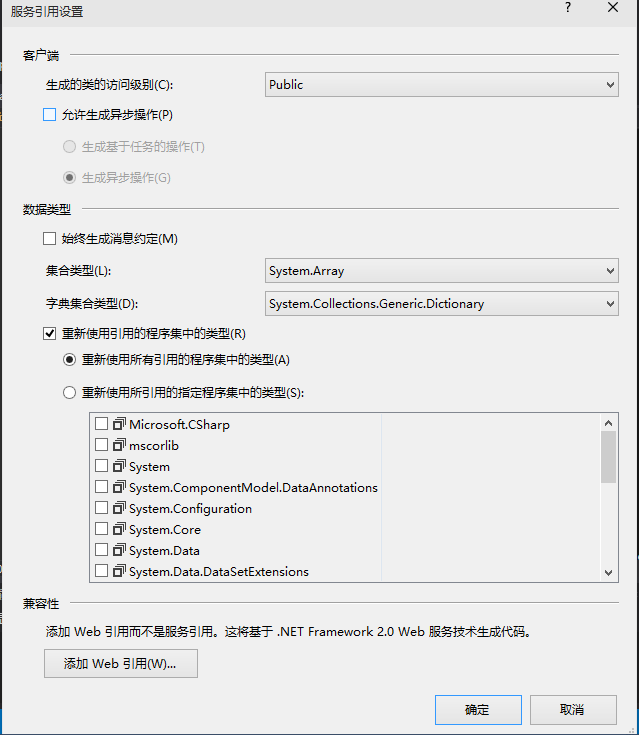 服务引用设置
?
客户端
生成的类的访问级别(C):
Public
允许生成异步操作(P)
生成基于任务的操作(T)
生成异步操作(G)
数据类型
始终生成消息约定(M)
集合类型(L):
System.Array
字典集合类型(D):
System.Collections.Generic.Dictionary
重新使用引用的程序集中的类型(R)
重新使用所有引用的程序集中的类型(A)
重新使用所引用的指定程序集中的类型(S):
Microsoft.CSharp
mscorlib
System
System.ComponentModel.DataAnnotations
System.Configuration
System.Core
System.Data
System.Data.DataSetExtensions
兼容性
添加 Web 引用而不是服务引用。这将基于 .NET Framework 2.0 Web 服务技术生成代码。
添加 Web 引用(W)...
确定
取消